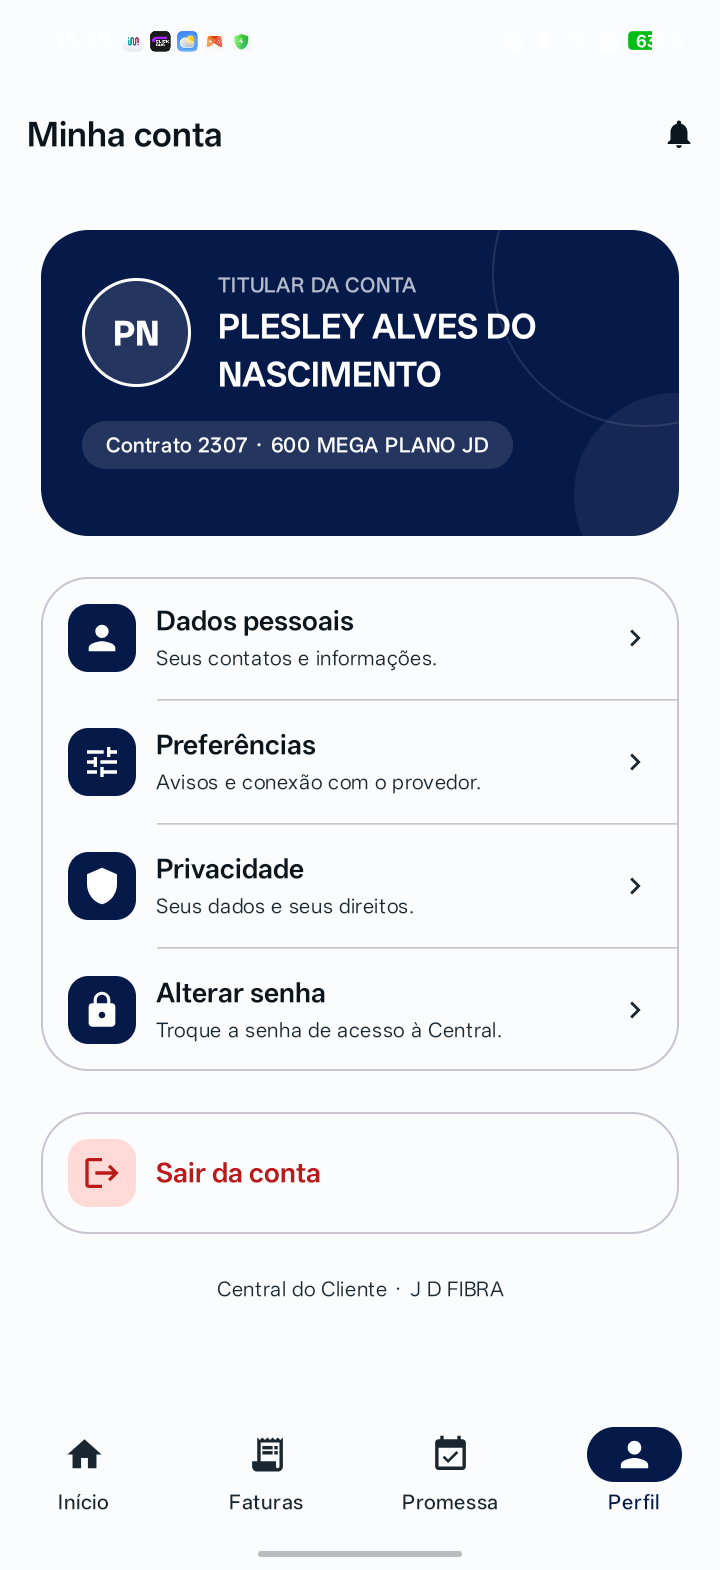 Minha conta
TITULAR DA CONTA
PN
PLESLEY ALVES DO
NASCIMENTO
Contrato 2307 · 600 MEGA PLANO JD
Dados pessoais
Seus contatos e informações.
Preferências
Avisos e conexão com o provedor.
Privacidade
Seus dados e seus direitos.
Alterar senha
Troque a senha de acesso à Central.
Sair da conta
Central do Cliente · J D FIBRA
Início
Faturas
Promessa
Perfil